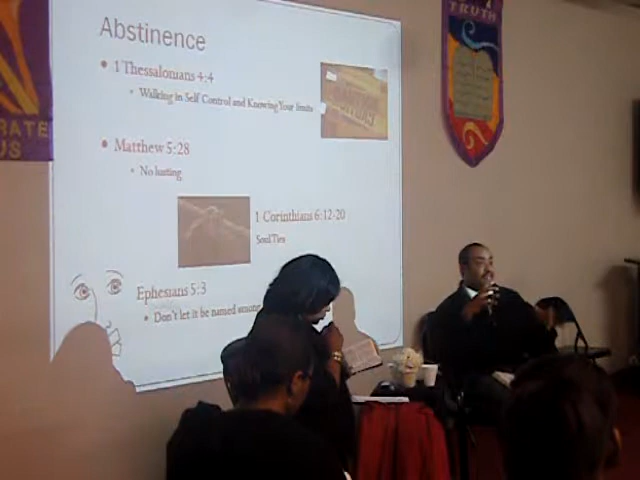 Abstinence
1 Thessalonians 4:4
Walking in Self Control and Knowing Your limits
Matthew 5:28
No lusting
1 Corinthians 6:12-20
Soul Ties
Ephesians 5:3
Don't let it be named among
TRUTH
RATE
US